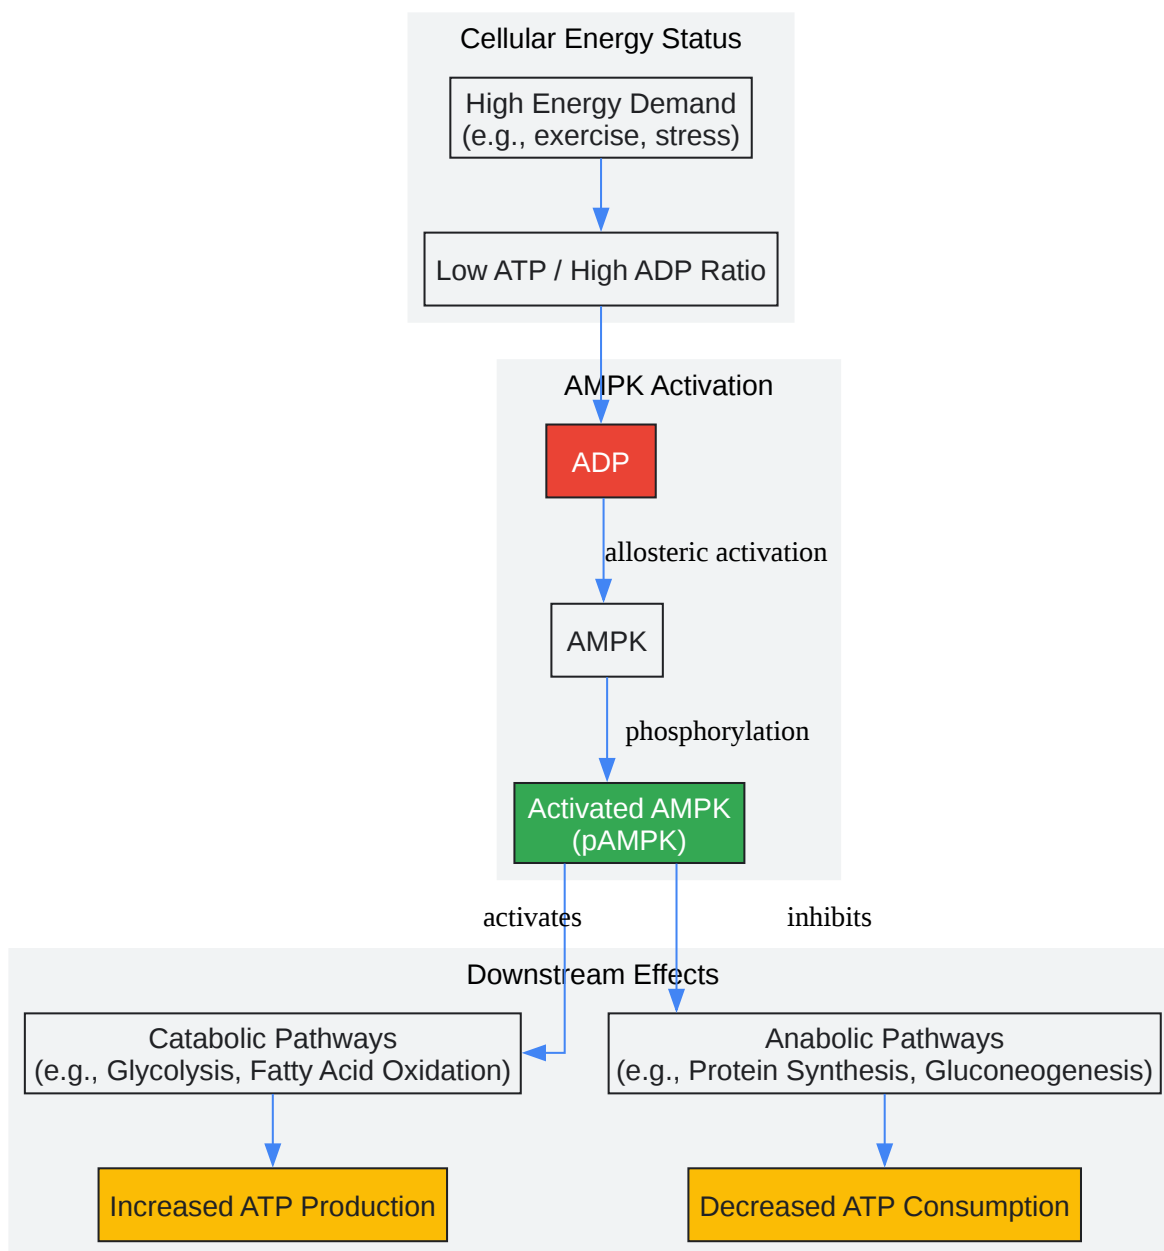 Cellular Energy Status
High Energy Demand
(e.g., exercise, stress)
Low ATP / High ADP Ratio
AMPK Activation
ADP
allosteric activation
AMPK
phosphorylation
Activated AMPK
(pAMPK)
activates
inhibits
Downstream Effects
Catabolic Pathways
(e.g., Glycolysis, Fatty Acid Oxidation)
Anabolic Pathways
(e.g., Protein Synthesis, Gluconeogenesis)
Increased ATP Production
Decreased ATP Consumption